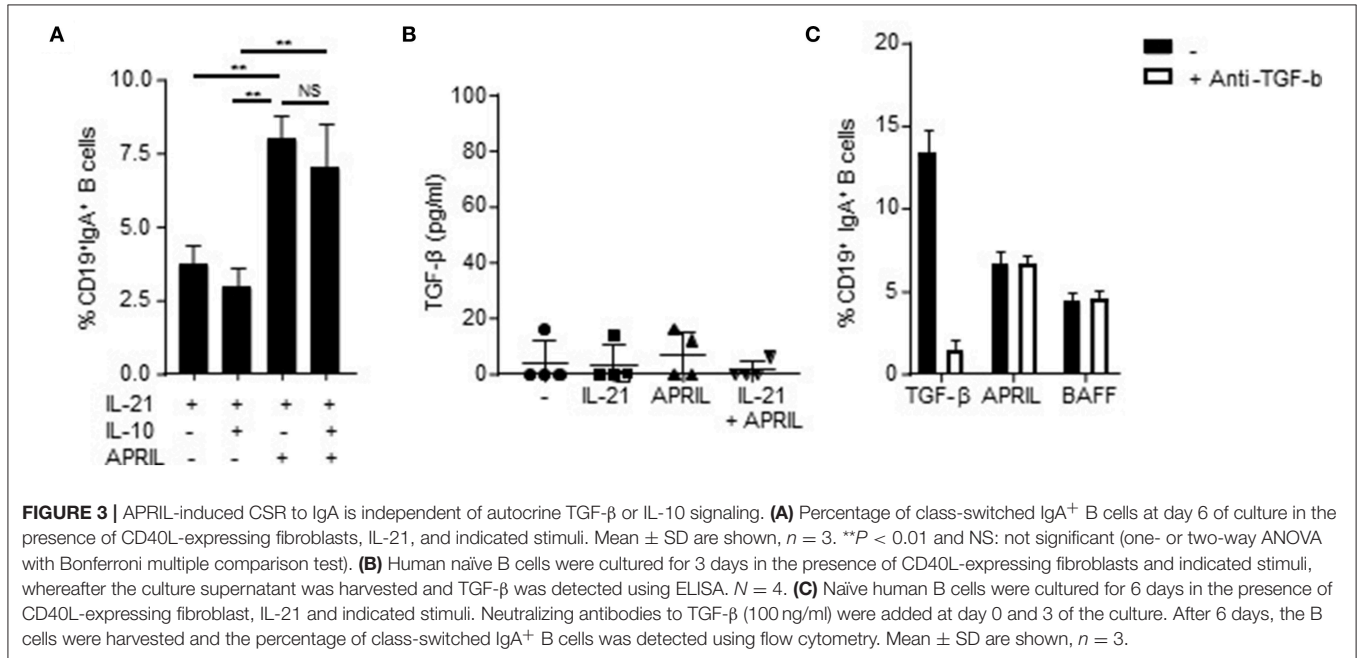 A
B
C
**
**
**
NS
% CD19⁺IgA⁺ B cells
10.0
7.5
5.0
2.5
0.0
IL-21 + + + +
IL-10 - + - +
APRIL - - + +
TGF-β (pg/ml)
100
80
60
40
20
0
- IL-21 APRIL IL-21
+ APRIL
% CD19⁺ IgA⁺ B cells
20
15
10
5
0
TGF-β APRIL BAFF
-
+ Anti-TGF-b
FIGURE 3 | APRIL-induced CSR to IgA is independent of autocrine TGF-β or IL-10 signaling. (A) Percentage of class-switched IgA⁺ B cells at day 6 of culture in the
presence of CD40L-expressing fibroblasts, IL-21, and indicated stimuli. Mean ± SD are shown, n = 3. **P < 0.01 and NS: not significant (one- or two-way ANOVA
with Bonferroni multiple comparison test). (B) Human naïve B cells were cultured for 3 days in the presence of CD40L-expressing fibroblasts and indicated stimuli,
whereafter the culture supernatant was harvested and TGF-β was detected using ELISA. N = 4. (C) Naïve human B cells were cultured for 6 days in the presence of
CD40L-expressing fibroblast, IL-21 and indicated stimuli. Neutralizing antibodies to TGF-β (100 ng/ml) were added at day 0 and 3 of the culture. After 6 days, the B
cells were harvested and the percentage of class-switched IgA⁺ B cells was detected using flow cytometry. Mean ± SD are shown, n = 3.